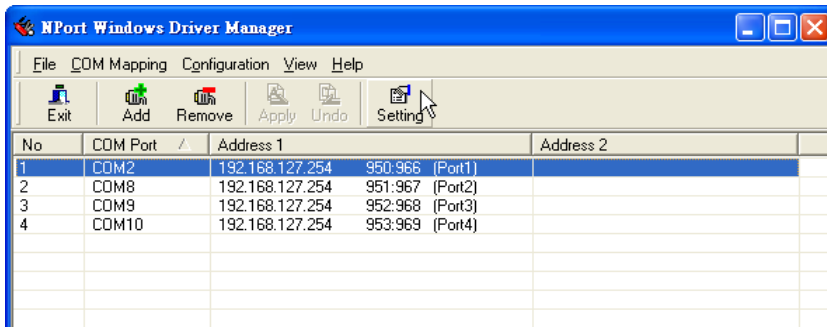 NPort Windows Driver Manager
File COM Mapping Configuration View Help
Exit Add Remove Apply Undo Setting
No COM Port Address 1 Address 2
1 COM2 192.168.127.254 950:966 (Port1)
2 COM8 192.168.127.254 951:967 (Port2)
3 COM9 192.168.127.254 952:968 (Port3)
4 COM10 192.168.127.254 953:969 (Port4)